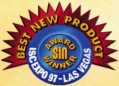 BEST NEW PRODUCT
AWARD
SIN
WINNER
ISCEXPO 97 - LAS VEGAS